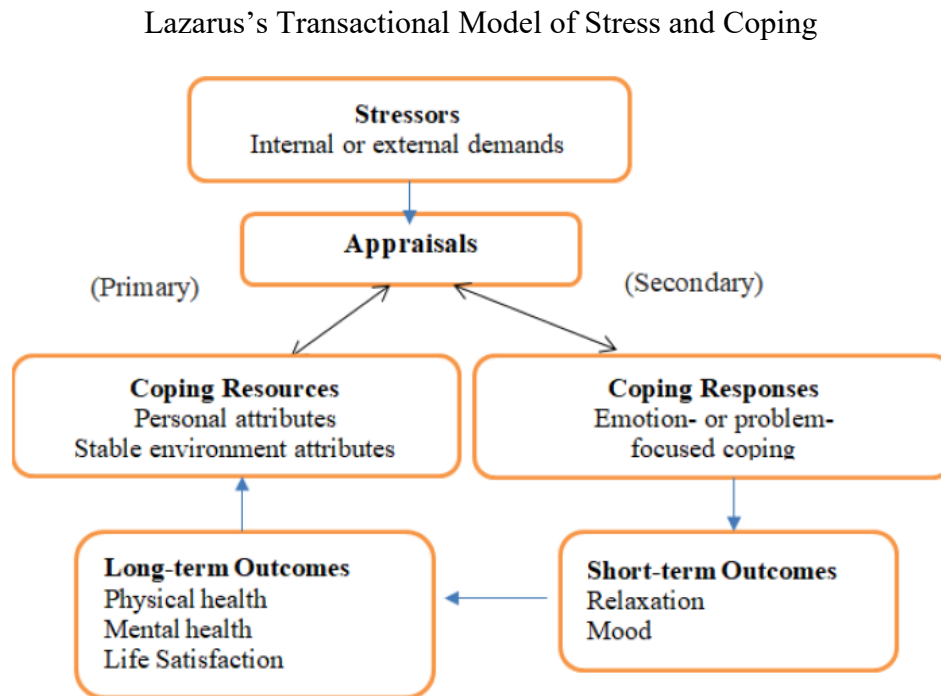 Lazarus's Transactional Model of Stress and Coping
Stressors
Internal or external demands
Appraisals
(Primary)
(Secondary)
Coping Resources
Personal attributes
Stable environment attributes
Coping Responses
Emotion- or problem-
focused coping
Long-term Outcomes
Physical health
Mental health
Life Satisfaction
Short-term Outcomes
Relaxation
Mood